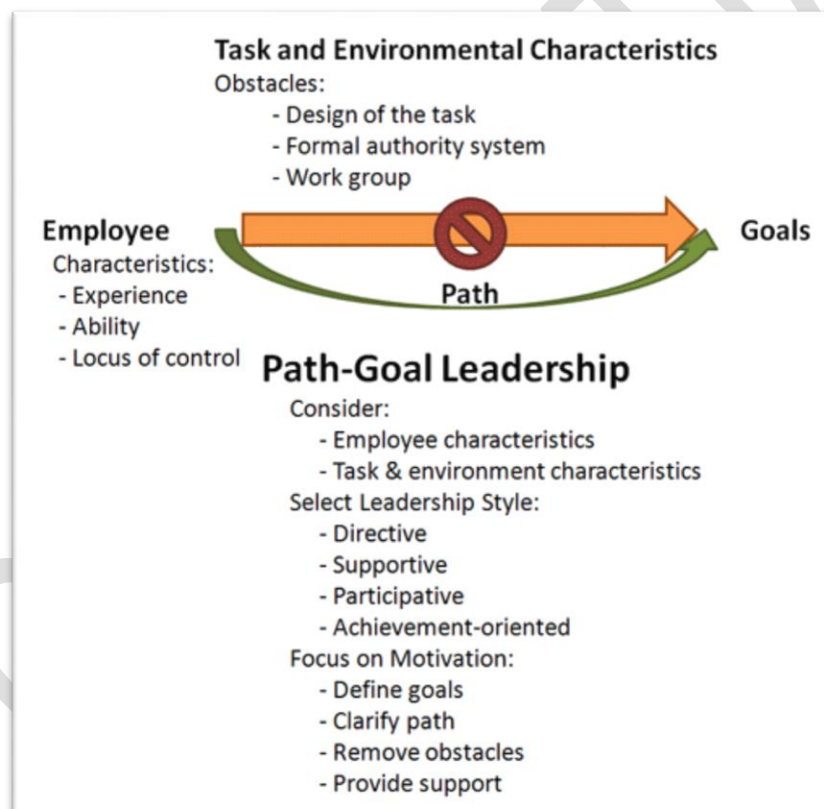 Task and Environmental Characteristics
Obstacles:
- Design of the task
- Formal authority system
- Work group
Employee
Characteristics:
- Experience
- Ability
- Locus of control
Goals
Path
Path-Goal Leadership
Consider:
- Employee characteristics
- Task & environment characteristics
Select Leadership Style:
- Directive
- Supportive
- Participative
- Achievement-oriented
Focus on Motivation:
- Define goals
- Clarify path
- Remove obstacles
- Provide support